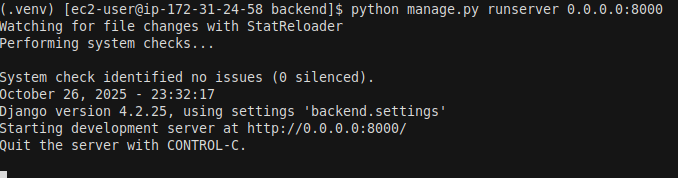 (.venv) [ec2-user@ip-172-31-24-58 backend]$ python manage.py runserver 0.0.0.0:8000
Watching for file changes with StatReloader
Performing system checks...

System check identified no issues (0 silenced).
October 26, 2025 - 23:32:17
Django version 4.2.25, using settings 'backend.settings'
Starting development server at http://0.0.0.0:8000/
Quit the server with CONTROL-C.